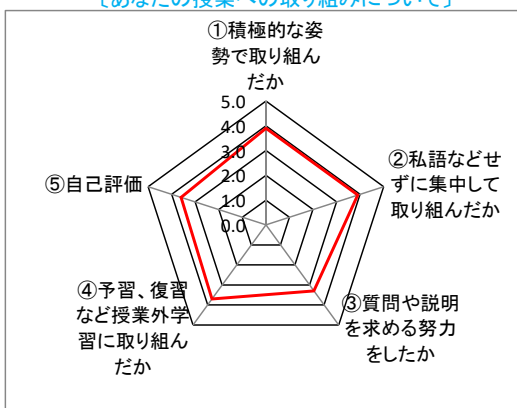 〔あなたの授業への取り組みについて〕
①積極的な姿
勢で取り組ん
だか
5.0
4.0
3.0
2.0
1.0
0.0
②私語などせ
ずに集中して
取り組んだか
③質問や説明
を求める努力
をしたか
④予習、復習
など授業外学
習に取り組ん
だか
⑤自己評価